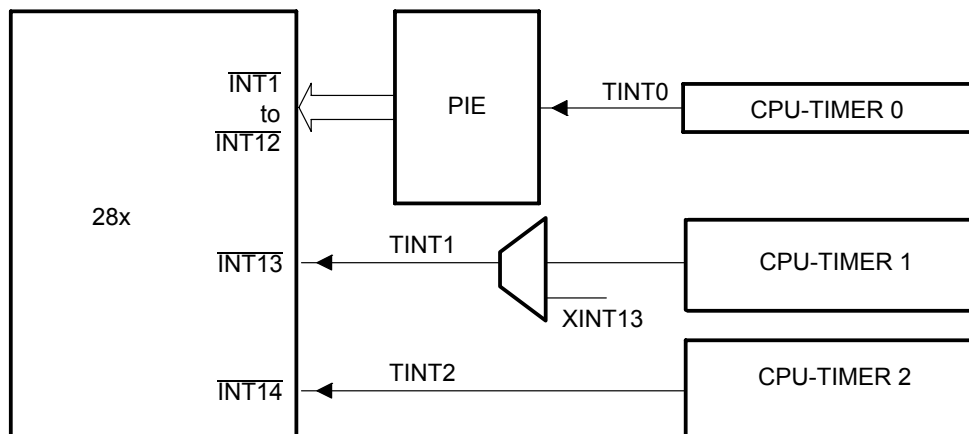 INT1
to
INT12
PIE
TINT0
CPU-TIMER 0
28x
INT13
TINT1
XINT13
CPU-TIMER 1
INT14
TINT2
CPU-TIMER 2